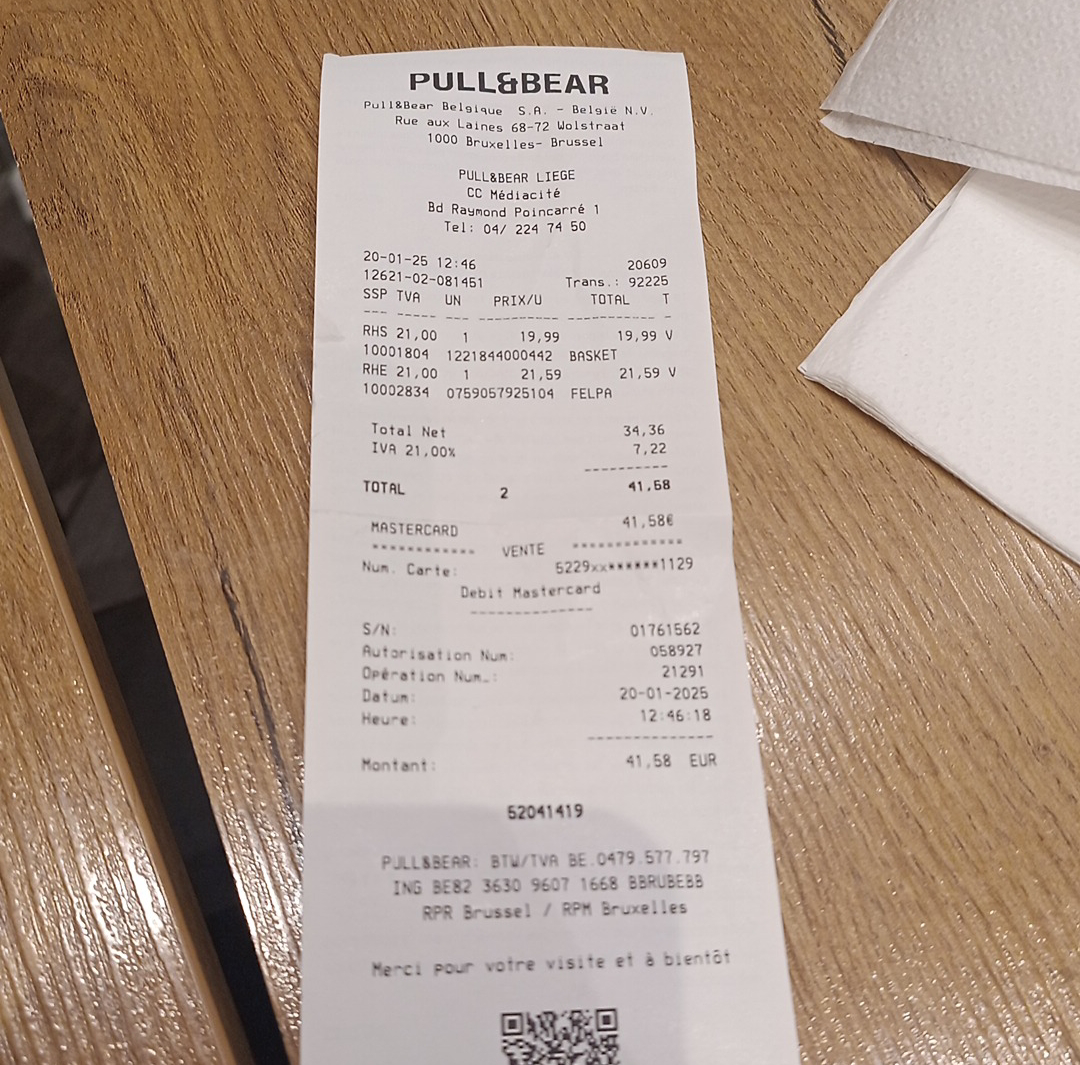 PULL&BEAR
Pull&Bear Belgique S.A. - België N.V.
Rue aux Laines 68-72 Wolstraat
1000 Bruxelles- Brussel
PULL&BEAR LIEGE
CC Médiacité
Bd Raymond Poincarré 1
Tel: 04/ 224 74 50
20-01-25 12:46 20609
12621-02-081451 Trans.: 92225
SSP TVA UN PRIX/U TOTAL T
--- ----- --- ---------- ---------- -
RHS 21,00 1 19,99 19,99 V
10001804 1221844000442 BASKET
RHE 21,00 1 21,59 21,59 V
10002834 0759057925104 FELPA
Total Net 34,36
IVA 21,00% 7,22
----------
TOTAL 2 41,58
MASTERCARD 41,58€
************ VENTE *************
Num. Carte: 5229xx******1129
Debit Mastercard
--------------
S/N: 01761562
Autorisation Num: 058927
Opération Num.: 21291
Datum: 20-01-2025
Heure: 12:46:18
--------------
Montant: 41,58 EUR
52041419
PULL&BEAR: BTW/TVA BE.0479.577.797
ING BE82 3630 9607 1668 BBRUBEBB
RPR Brussel / RPM Bruxelles
Merci pour votre visite et à bientôt